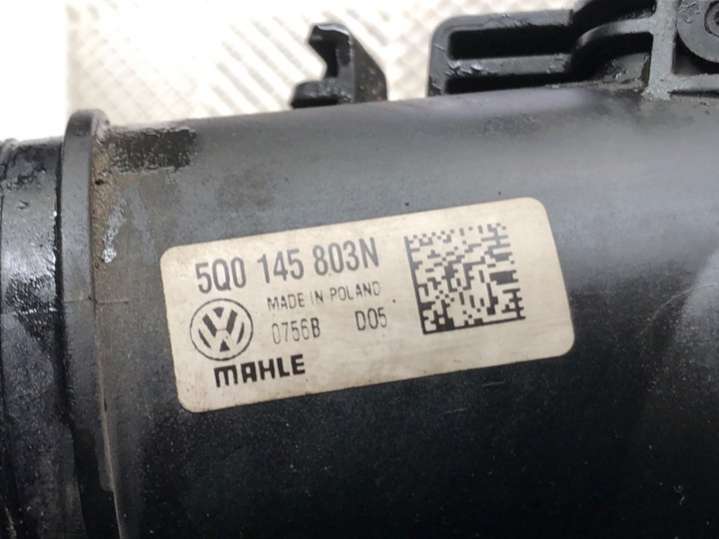 5Q0 145 803N
MADE IN POLAND
0756B D05
MAHLE